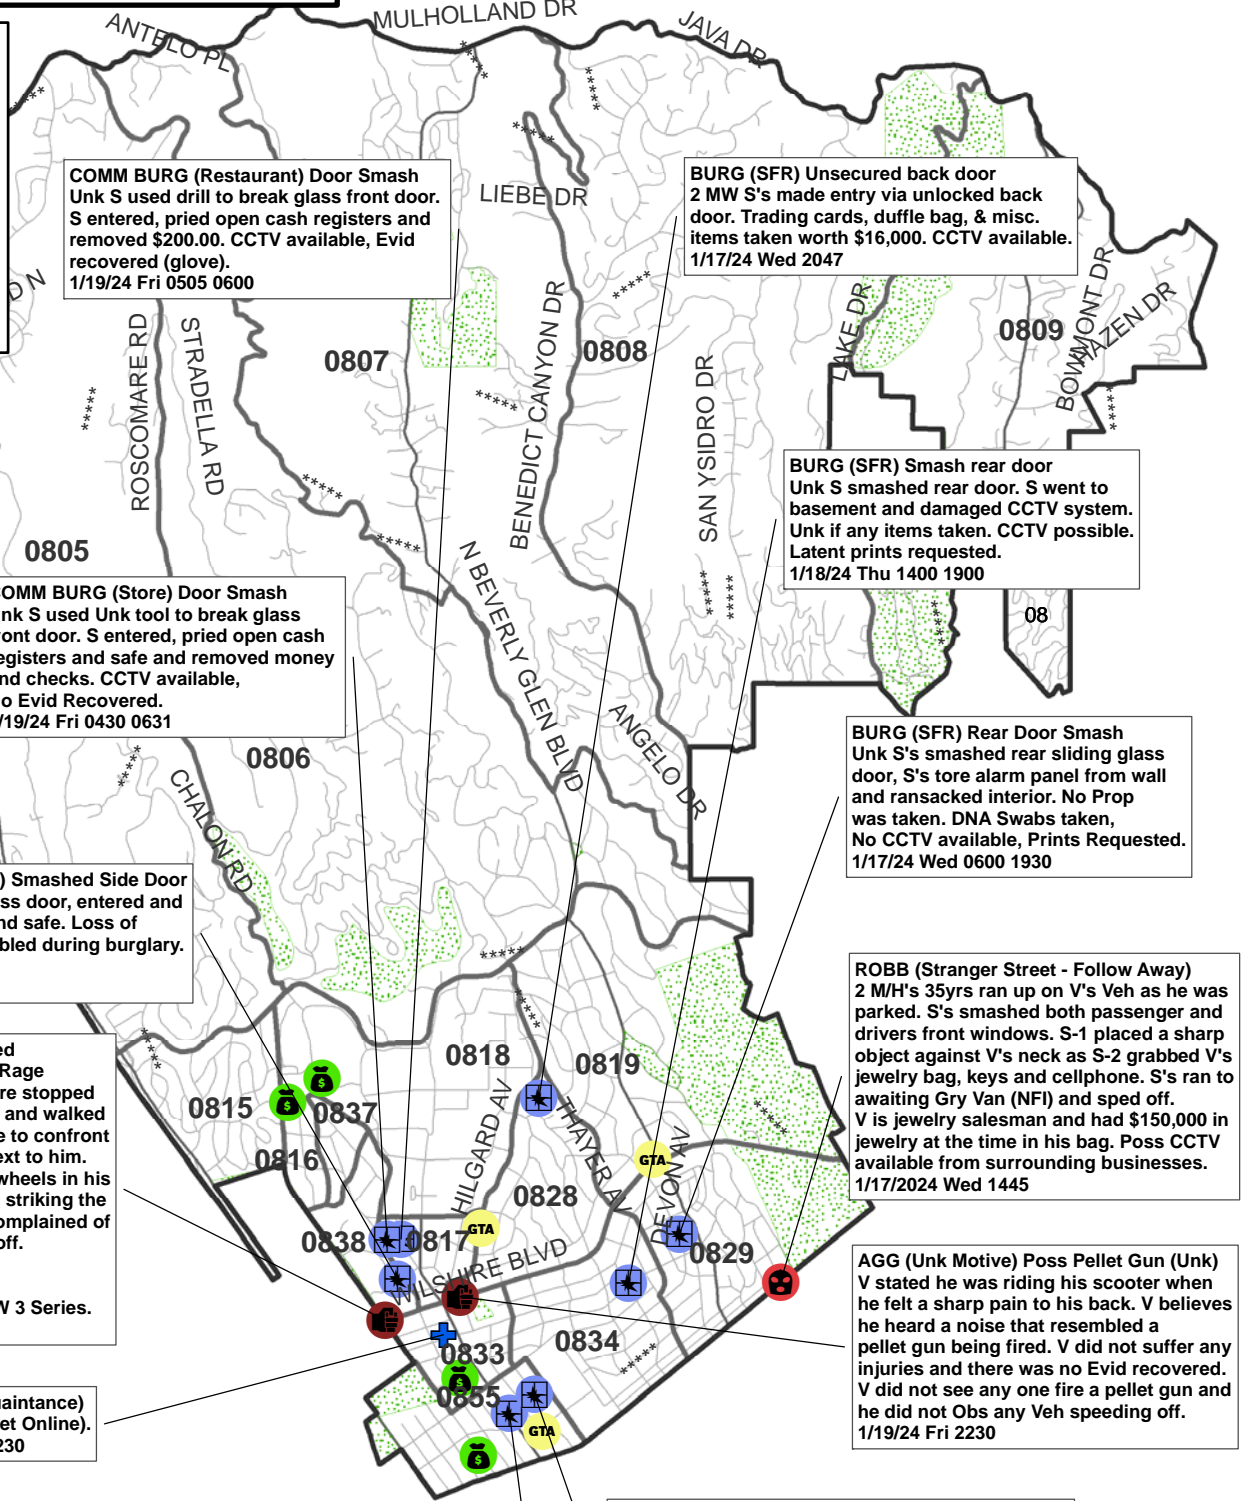 MULHOLLAND DR
ANTELO PL
JAVA DR
COMM BURG (Restaurant) Door Smash
Unk S used drill to break glass front door.
S entered, pried open cash registers and
removed $200.00. CCTV available, Evid
recovered (glove).
1/19/24 Fri 0505 0600
LIEBE DR
BURG (SFR) Unsecured back door
2 MW S's made entry via unlocked back
door. Trading cards, duffle bag, & misc.
items taken worth $16,000. CCTV available.
1/17/24 Wed 2047
D N
ROSCOMARE RD
STRADELLA RD
0807
BENEDICT CANYON DR
0808
SAN YSIDRO DR
LAKE DR
0809
BOWMONT DR
HAZEN DR
BURG (SFR) Smash rear door
Unk S smashed rear door. S went to
basement and damaged CCTV system.
Unk if any items taken. CCTV possible.
Latent prints requested.
1/18/24 Thu 1400 1900
0805
N BEVERLY GLEN BLVD
08
OMM BURG (Store) Door Smash
nk S used Unk tool to break glass
ront door. S entered, pried open cash
egisters and safe and removed money
nd checks. CCTV available,
o Evid Recovered.
/19/24 Fri 0430 0631
ANGELO DR
0806
CHALON RD
BURG (SFR) Rear Door Smash
Unk S's smashed rear sliding glass
door, S's tore alarm panel from wall
and ransacked interior. No Prop
was taken. DNA Swabs taken,
No CCTV available, Prints Requested.
1/17/24 Wed 0600 1930
) Smashed Side Door
ss door, entered and
nd safe. Loss of
bled during burglary.
ROBB (Stranger Street - Follow Away)
2 M/H's 35yrs ran up on V's Veh as he was
parked. S's smashed both passenger and
drivers front windows. S-1 placed a sharp
object against V's neck as S-2 grabbed V's
jewelry bag, keys and cellphone. S's ran to
awaiting Gry Van (NFI) and sped off.
V is jewelry salesman and had $150,000 in
jewelry at the time in his bag. Poss CCTV
available from surrounding businesses.
1/17/2024 Wed 1445
ed
Rage
re stopped
and walked
e to confront
ext to him.
wheels in his
striking the
omplained of
off.
W 3 Series.
0818
0819
0815
0837
0816
HILGARD AV
THAYER AV
GTA
DEVON AV
0828
GTA
0838
0817
0829
WILSHIRE BLVD
AGG (Unk Motive) Poss Pellet Gun (Unk)
V stated he was riding his scooter when
he felt a sharp pain to his back. V believes
he heard a noise that resembled a
pellet gun being fired. V did not suffer any
injuries and there was no Evid recovered.
V did not see any one fire a pellet gun and
he did not Obs any Veh speeding off.
1/19/24 Fri 2230
0834
0833
0855
uaintance)
et Online).
230
GTA